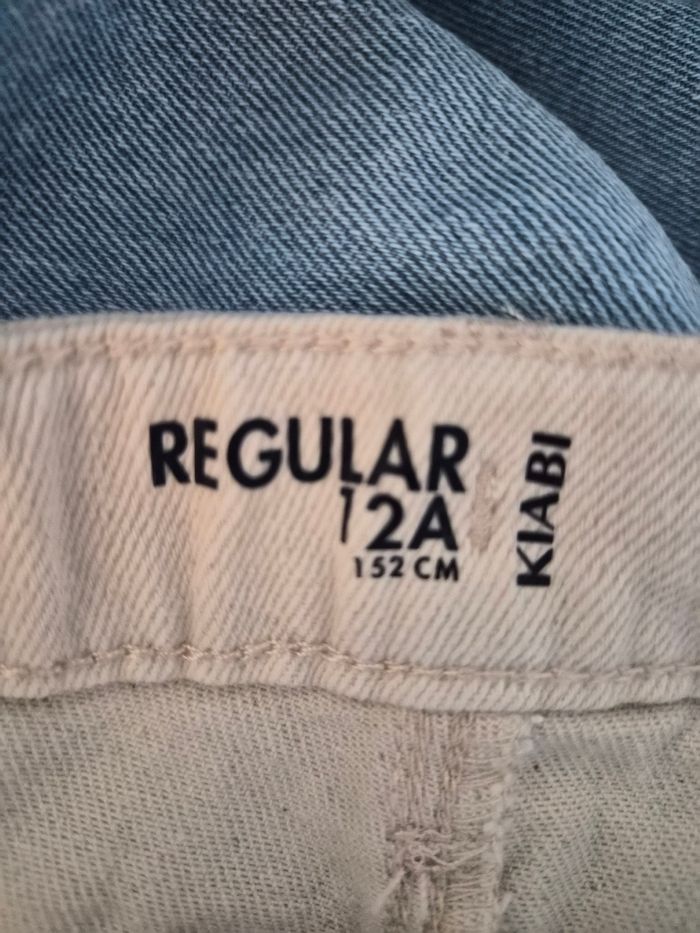 REGULAR
12A
152 CM
KIABI